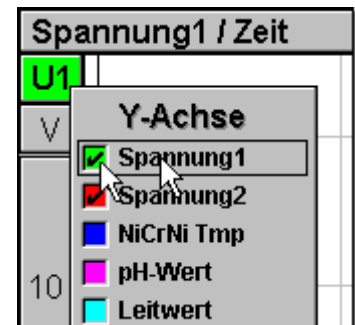 Spannung1 / Zeit
U1
V
Y-Achse
Spannung1
Spannung2
NiCrNi Tmp
pH-Wert
10
Leitwert